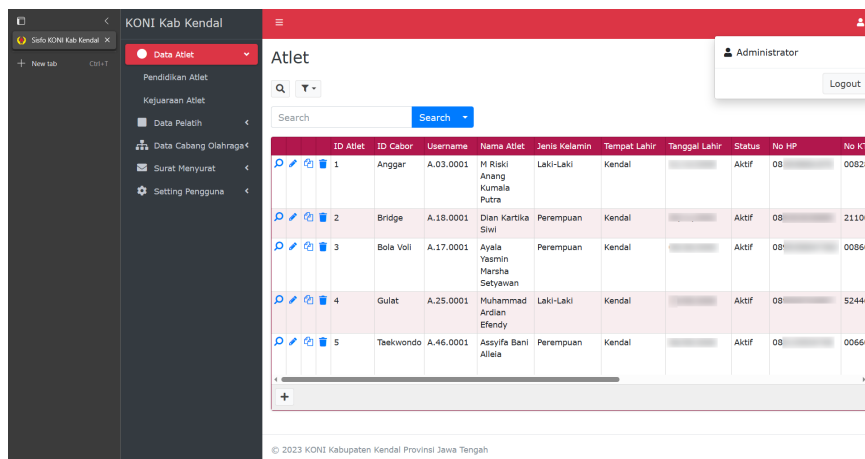 KONI Kab Kendal
Sisfo KONI Kab Kendal
New tab Ctrl+T
Data Atlet
Pendidikan Atlet
Kejuaraan Atlet
Data Pelatih
Data Cabang Olahraga
Surat Menyurat
Setting Pengguna
Administrator
Logout
Atlet
Search Search
ID Atlet ID Cabor Username Nama Atlet Jenis Kelamin Tempat Lahir Tanggal Lahir Status No HP No KT
1 Anggar A.03.0001 M Riski Laki-Laki Kendal Aktif 08 0082
Anang
Kumala
Putra
2 Bridge A.18.0001 Dian Kartika Perempuan Kendal Aktif 08 2110
Siwi
3 Bola Voli A.17.0001 Ayala Perempuan Kendal Aktif 08 0086
Yasmin
Marsha
Setyawan
4 Gulat A.25.0001 Muhammad Laki-Laki Kendal Aktif 08 5244
Ardian
Efendy
5 Taekwondo A.46.0001 Assyifa Bani Perempuan Kendal Aktif 08 0066
Alleia
© 2023 KONI Kabupaten Kendal Provinsi Jawa Tengah